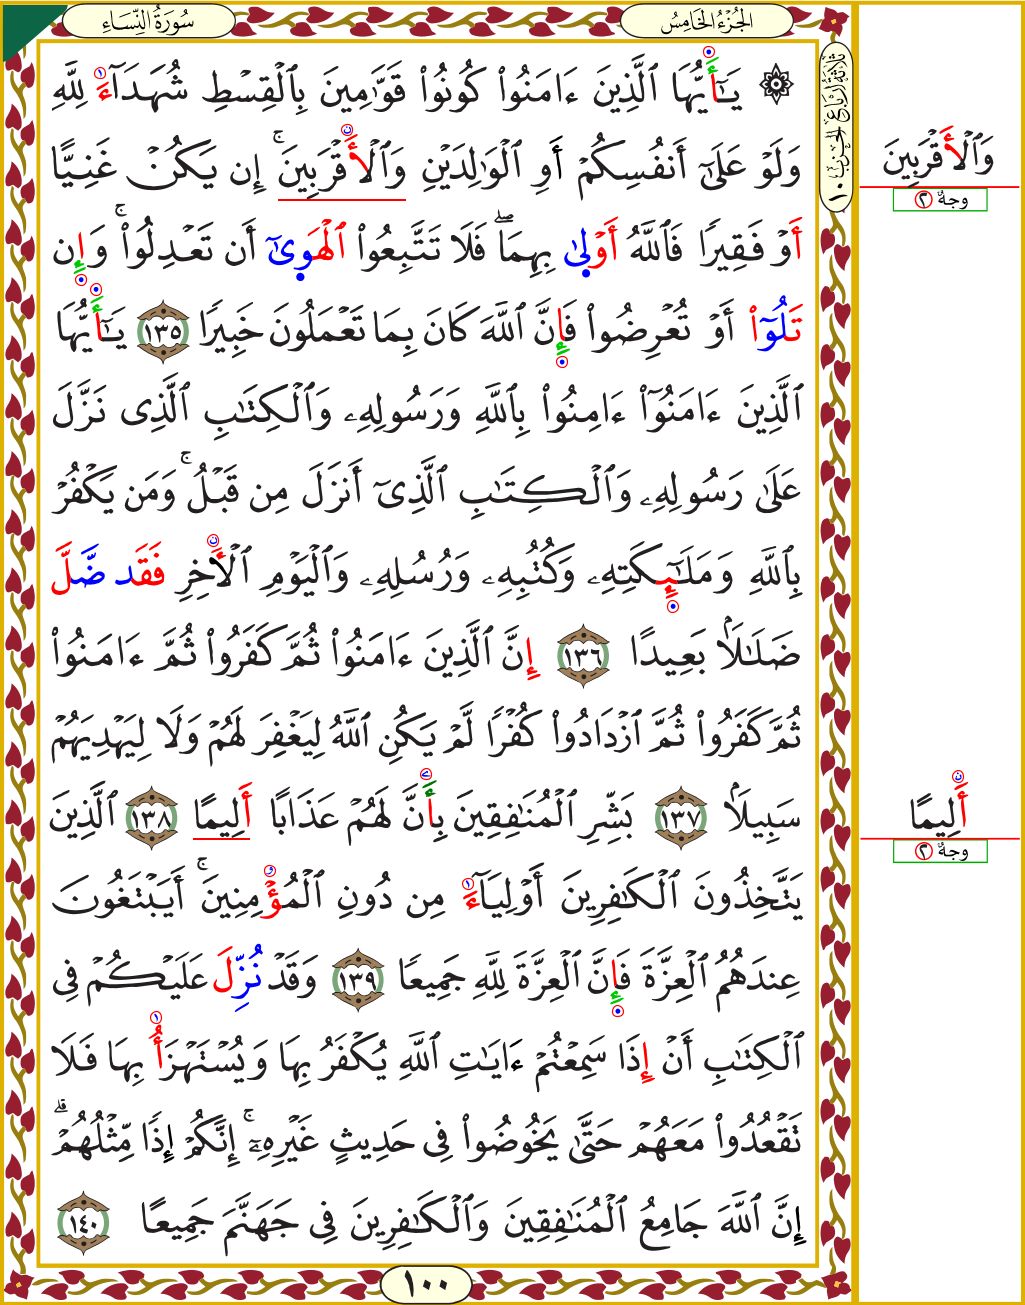 سُورَةُ النِّسَاءِ
الجُزْءُ الخَامِسُ
ثلاثة أرباع الحزب ١٠
۞ يَـٰٓأَيُّهَا ٱلَّذِينَ ءَامَنُوا۟ كُونُوا۟ قَوَّٰمِينَ بِٱلْقِسْطِ شُهَدَآءَ لِلَّهِ
وَلَوْ عَلَىٰٓ أَنفُسِكُمْ أَوِ ٱلْوَٰلِدَيْنِ وَٱلْأَقْرَبِينَ ۚ إِن يَكُنْ غَنِيًّا
أَوْ فَقِيرًا فَٱللَّهُ أَوْلَىٰ بِهِمَا ۖ فَلَا تَتَّبِعُوا۟ ٱلْهَوَىٰٓ أَن تَعْدِلُوا۟ ۚ وَإِن
تَلْوُۥٓا۟ أَوْ تُعْرِضُوا۟ فَإِنَّ ٱللَّهَ كَانَ بِمَا تَعْمَلُونَ خَبِيرًا ١٣٥ يَـٰٓأَيُّهَا
ٱلَّذِينَ ءَامَنُوٓا۟ ءَامِنُوا۟ بِٱللَّهِ وَرَسُولِهِۦ وَٱلْكِتَـٰبِ ٱلَّذِى نَزَّلَ
عَلَىٰ رَسُولِهِۦ وَٱلْكِتَـٰبِ ٱلَّذِىٓ أَنزَلَ مِن قَبْلُ ۚ وَمَن يَكْفُرْ
بِٱللَّهِ وَمَلَـٰٓئِكَتِهِۦ وَكُتُبِهِۦ وَرُسُلِهِۦ وَٱلْيَوْمِ ٱلْأَخِرِ فَقَد ضَّلَّ
ضَلَـٰلًۢا بَعِيدًا ١٣٦ إِنَّ ٱلَّذِينَ ءَامَنُوا۟ ثُمَّ كَفَرُوا۟ ثُمَّ ءَامَنُوا۟
ثُمَّ كَفَرُوا۟ ثُمَّ ٱزْدَادُوا۟ كُفْرًا لَّمْ يَكُنِ ٱللَّهُ لِيَغْفِرَ لَهُمْ وَلَا لِيَهْدِيَهُمْ
سَبِيلًۢا ١٣٧ بَشِّرِ ٱلْمُنَـٰفِقِينَ بِأَنَّ لَهُمْ عَذَابًا أَلِيمًا ١٣٨ ٱلَّذِينَ
يَتَّخِذُونَ ٱلْكَـٰفِرِينَ أَوْلِيَآءَ مِن دُونِ ٱلْمُؤْمِنِينَ ۚ أَيَبْتَغُونَ
عِندَهُمُ ٱلْعِزَّةَ فَإِنَّ ٱلْعِزَّةَ لِلَّهِ جَمِيعًا ١٣٩ وَقَدْ نُزِّلَ عَلَيْكُمْ فِى
ٱلْكِتَـٰبِ أَنْ إِذَا سَمِعْتُمْ ءَايَـٰتِ ٱللَّهِ يُكْفَرُ بِهَا وَيُسْتَهْزَأُ بِهَا فَلَا
تَقْعُدُوا۟ مَعَهُمْ حَتَّىٰ يَخُوضُوا۟ فِى حَدِيثٍ غَيْرِهِۦٓ ۚ إِنَّكُمْ إِذًا مِّثْلُهُمْ ۗ
إِنَّ ٱللَّهَ جَامِعُ ٱلْمُنَـٰفِقِينَ وَٱلْكَـٰفِرِينَ فِى جَهَنَّمَ جَمِيعًا ١٤٠
١٠٠
وَٱلْأَقْرَبِينَ
وجهٌ ٢
أَلِيمًا
وجهٌ ٢